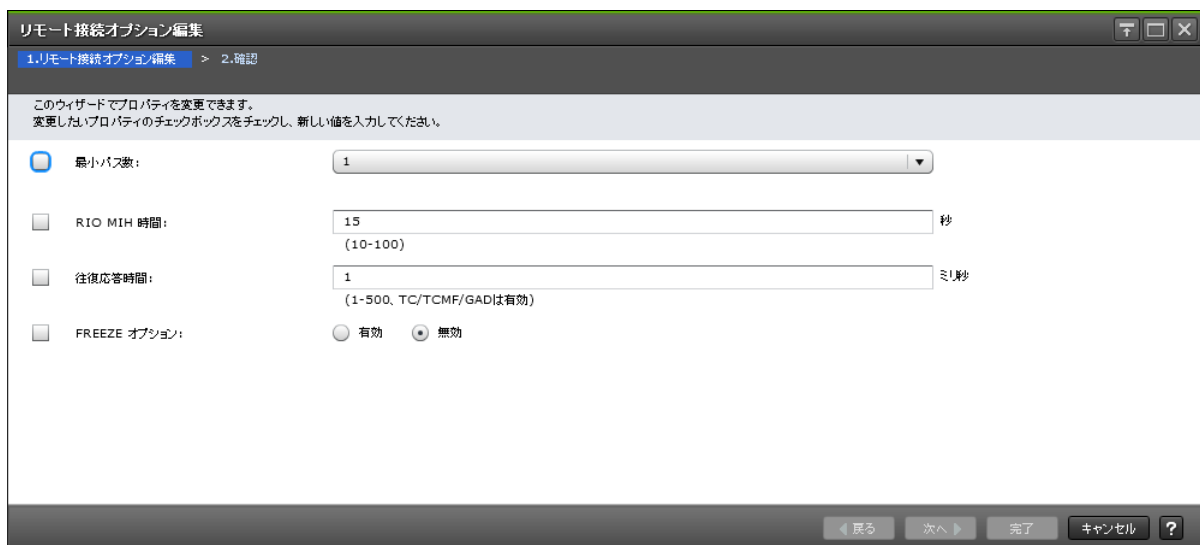 リモート接続オプション編集
1.リモート接続オプション編集 > 2.確認
このウィザードでプロパティを変更できます。
変更したいプロパティのチェックボックスをチェックし、新しい値を入力してください。
最小パス数: 1
RIO MIH 時間: 15 秒
(10-100)
往復応答時間: 1 ミリ秒
(1-500、TC/TCMF/GADは有効)
FREEZE オプション: 有効 無効
戻る 次へ 完了 キャンセル ?